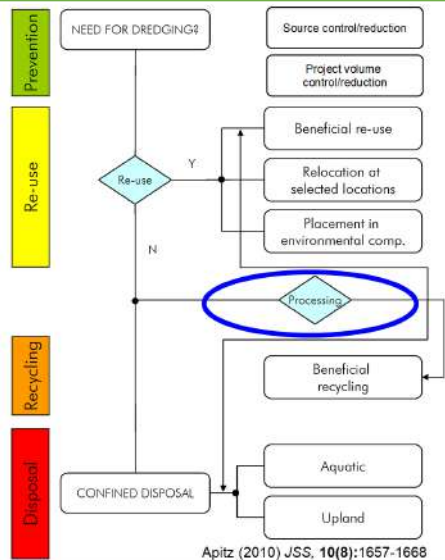 Prevention
NEED FOR DREDGING?
Source control/reduction
Project volume
control/reduction
Re-use
Re-use
Y
N
Beneficial re-use
Relocation at
selected locations
Placement in
environmental comp.
Processing
Recycling
Beneficial
recycling
Disposal
CONFINED DISPOSAL
Aquatic
Upland
Apitz (2010) JSS, 10(8):1657-1668